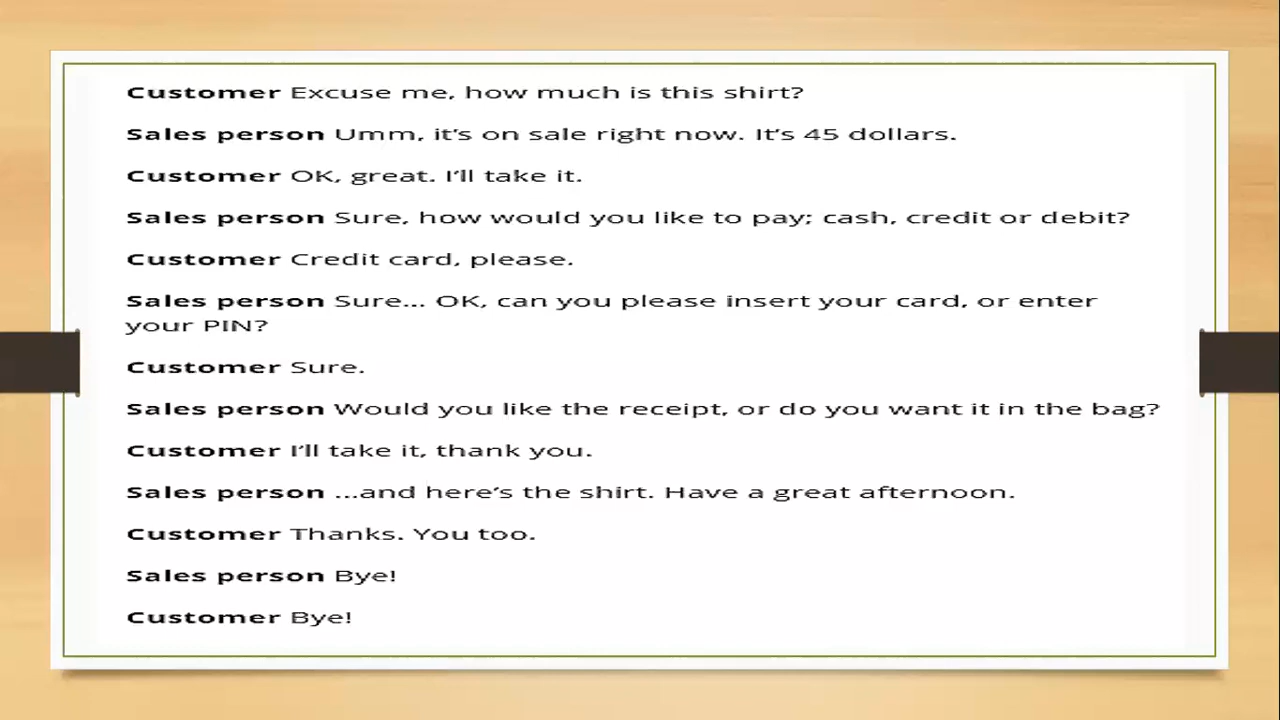 Customer Excuse me, how much is this shirt?
Sales person Umm, it’s on sale right now. It’s 45 dollars.
Customer OK, great. I’ll take it.
Sales person Sure, how would you like to pay; cash, credit or debit?
Customer Credit card, please.
Sales person Sure... OK, can you please insert your card, or enter
your PIN?
Customer Sure.
Sales person Would you like the receipt, or do you want it in the bag?
Customer I’ll take it, thank you.
Sales person ...and here’s the shirt. Have a great afternoon.
Customer Thanks. You too.
Sales person Bye!
Customer Bye!